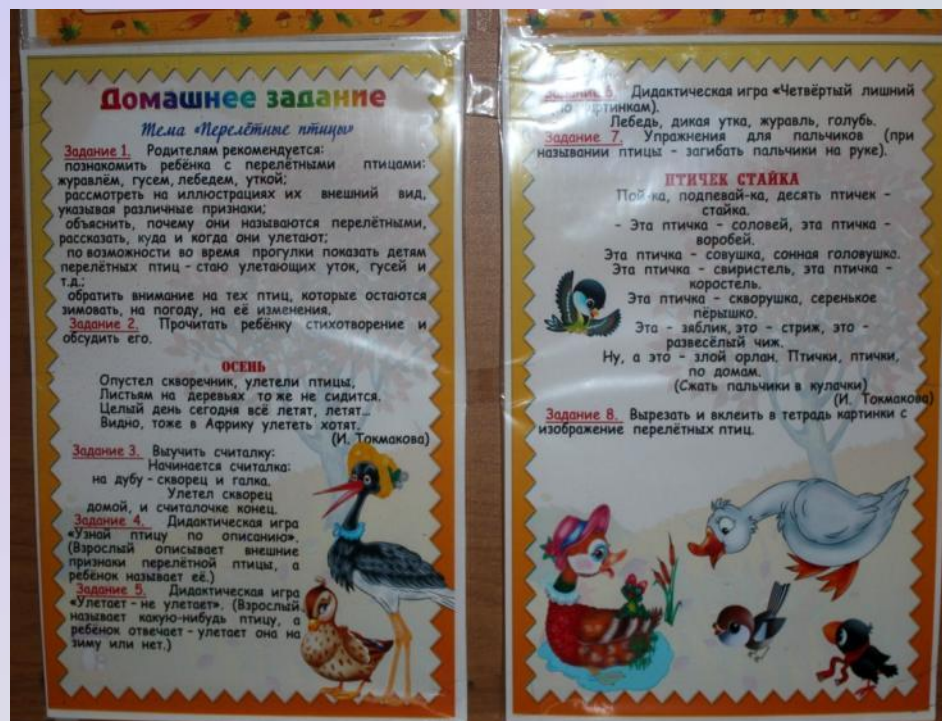 Домашнее задание
Тема «Перелётные птицы»
Задание 1. Родителям рекомендуется:
познакомить ребёнка с перелётными птицами:
журавлём, гусем, лебедем, уткой;
рассмотреть на иллюстрациях их внешний вид,
указывая различные признаки;
объяснить, почему они называются перелётными,
рассказать, куда и когда они улетают;
по возможности во время прогулки показать детям
перелётных птиц - стаю улетающих уток, гусей и
т.д.;
обратить внимание на тех птиц, которые остаются
зимовать, на погоду, на её изменения.
Задание 2. Прочитать ребёнку стихотворение и
обсудить его.
ОСЕНЬ
Опустел скворечник, улетели птицы,
Листьям на деревьях то же не сидится.
Целый день сегодня всё летят, летят...
Видно, тоже в Африку улететь хотят.
(И. Токмакова)
Задание 3. Выучить считалку:
Начинается считалка:
на дубу - скворец и галка.
Улетел скворец
домой, и считалочке конец.
Задание 4. Дидактическая игра
«Узнай птицу по описанию».
(Взрослый описывает внешние
признаки перелётной птицы, а
ребёнок называет её.)
Задание 5. Дидактическая игра
«Улетает - не улетает». (Взрослый
называет какую-нибудь птицу, а
ребёнок отвечает - улетает она на
зиму или нет.)
Дидактическая игра «Четвёртый лишний
Лебедь, дикая утка, журавль, голубь.
Задание 7. Упражнения для пальчиков (при
назывании птицы - загибать пальчики на руке).
ПТИЧЕК СТАЙКА
Пой-ка, подпевай-ка, десять птичек -
стайка.
- Эта птичка - соловей, эта птичка -
воробей.
Эта птичка - совушка, сонная головушка.
Эта птичка - свиристель, эта птичка -
коростель.
Эта птичка - скворушка, серенькое
пёрышко.
Эта - зяблик, это - стриж, это -
развесёлый чиж.
Ну, а это - злой орлан. Птички, птички,
по домам.
(Сжать пальчики в кулачки)
(И. Токмакова)
Задание 8. Вырезать и вклеить в тетрадь картинки с
изображение перелётных птиц.